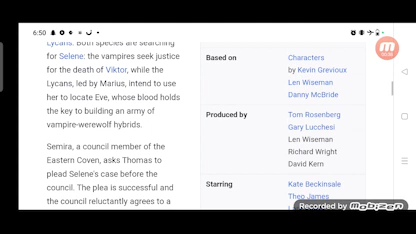 6:50
Lycans. Both species are searching
for Selene: the vampires seek justice
for the death of Viktor, while the
Lycans, led by Marius, intend to use
her to locate Eve, whose blood holds
the key to building an army of
vampire-werewolf hybrids.
Semira, a council member of the
Eastern Coven, asks Thomas to
plead Selene's case before the
council. The plea is successful and
the council reluctantly agrees to a
Based on
Characters
by Kevin Grevioux
Len Wiseman
Danny McBride
Produced by
Tom Rosenberg
Gary Lucchesi
Len Wiseman
Richard Wright
David Kern
Starring
Kate Beckinsale
Theo James
Recorded by Mobizen